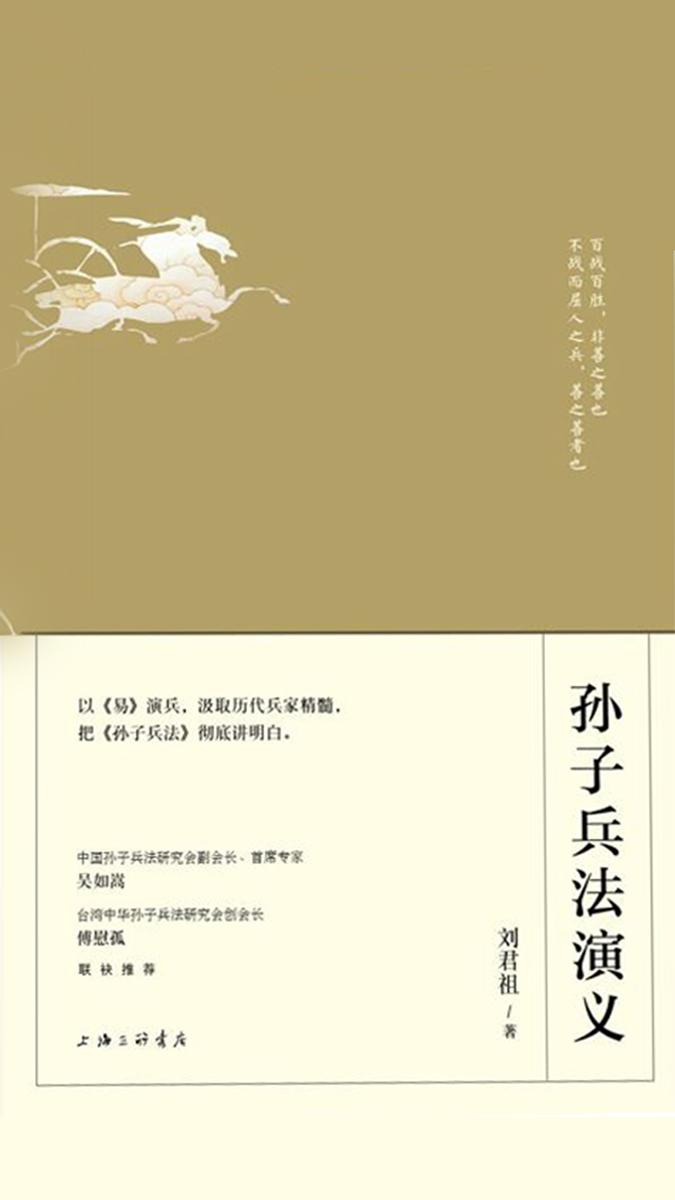 百战百胜，非善之善也
不战而屈人之兵，善之善者也
孙子兵法演义
刘君祖/著
以《易》演兵，汲取历代兵家精髓，
把《孙子兵法》彻底讲明白。
中国孙子兵法研究会副会长、首席专家
吴如嵩
台湾中华孙子兵法研究会创会长
傅慰孤
联袂推荐
上海三联书店